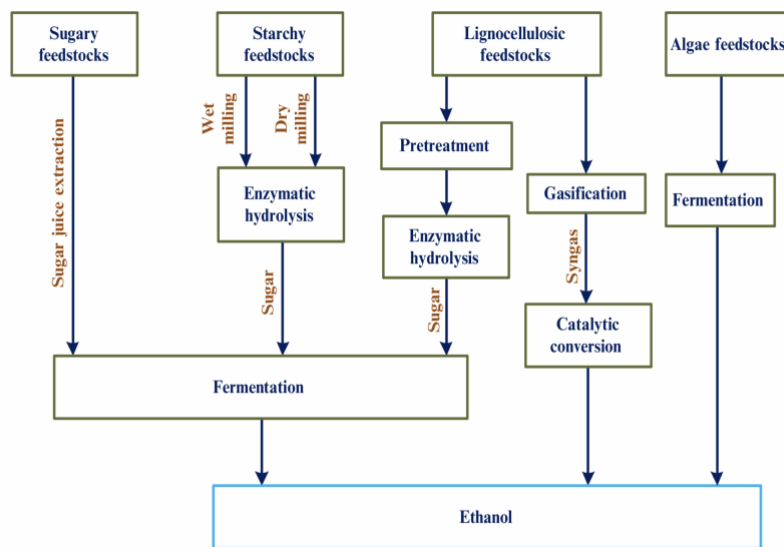 Sugary
feedstocks
Starchy
feedstocks
Lignocellulosic
feedstocks
Algae feedstocks
Sugar juice extraction
Wet
milling
Dry
milling
Pretreatment
Enzymatic
hydrolysis
Gasification
Fermentation
Enzymatic
hydrolysis
Sugar
Sugar
Syngas
Catalytic
conversion
Fermentation
Ethanol